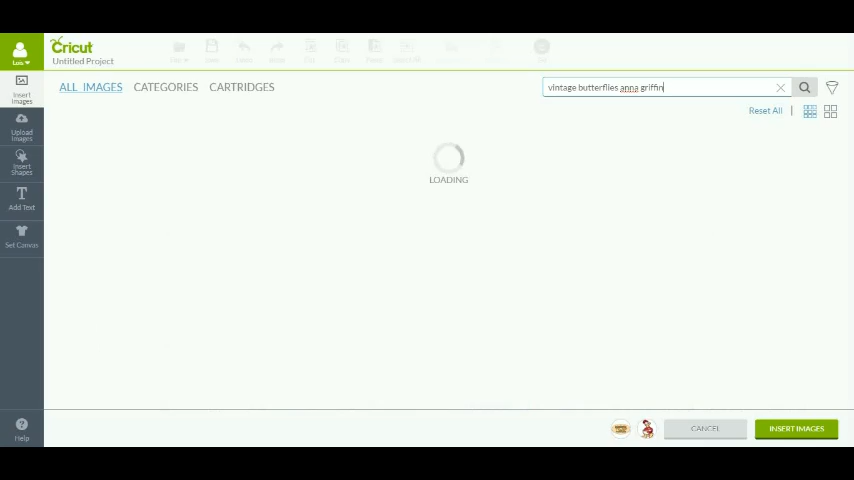 Cricut
Lois
Untitled Project
Insert
Images
Upload
Images
Insert
Shapes
Add Text
Set Canvas
Help
ALL IMAGES CATEGORIES CARTRIDGES
vintage butterflies anna griffin
Reset All
LOADING
CANCEL
INSERT IMAGES